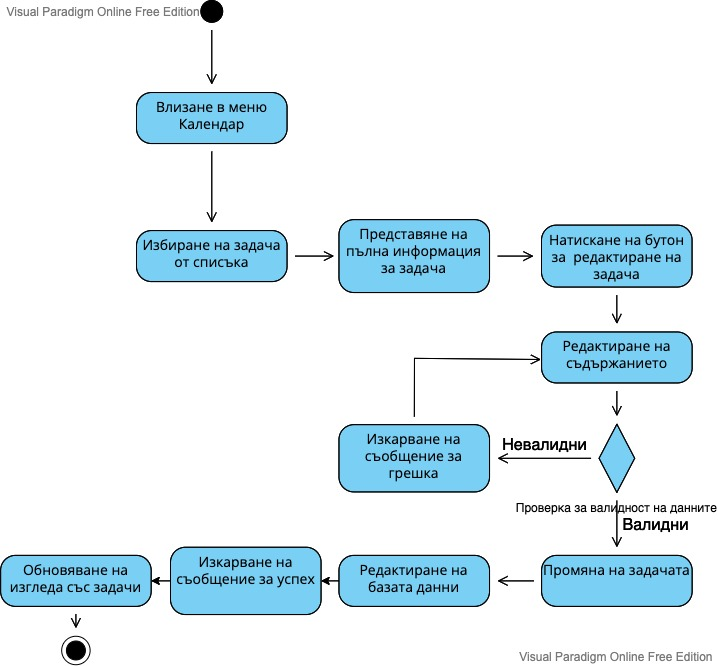 Visual Paradigm Online Free Edition
Влизане в меню
Календар
Избиране на задача
от списъка
Представяне на
пълна информация
за задача
Натискане на бутон
за редактиране на
задача
Редактиране на
съдържанието
Изкарване на
съобщение за
грешка
Невалидни
Проверка за валидност на данните
Валидни
Обновяване на
изгледа със задачи
Изкарване на
съобщение за успех
Редактиране на
базата данни
Промяна на задачата
Visual Paradigm Online Free Edition